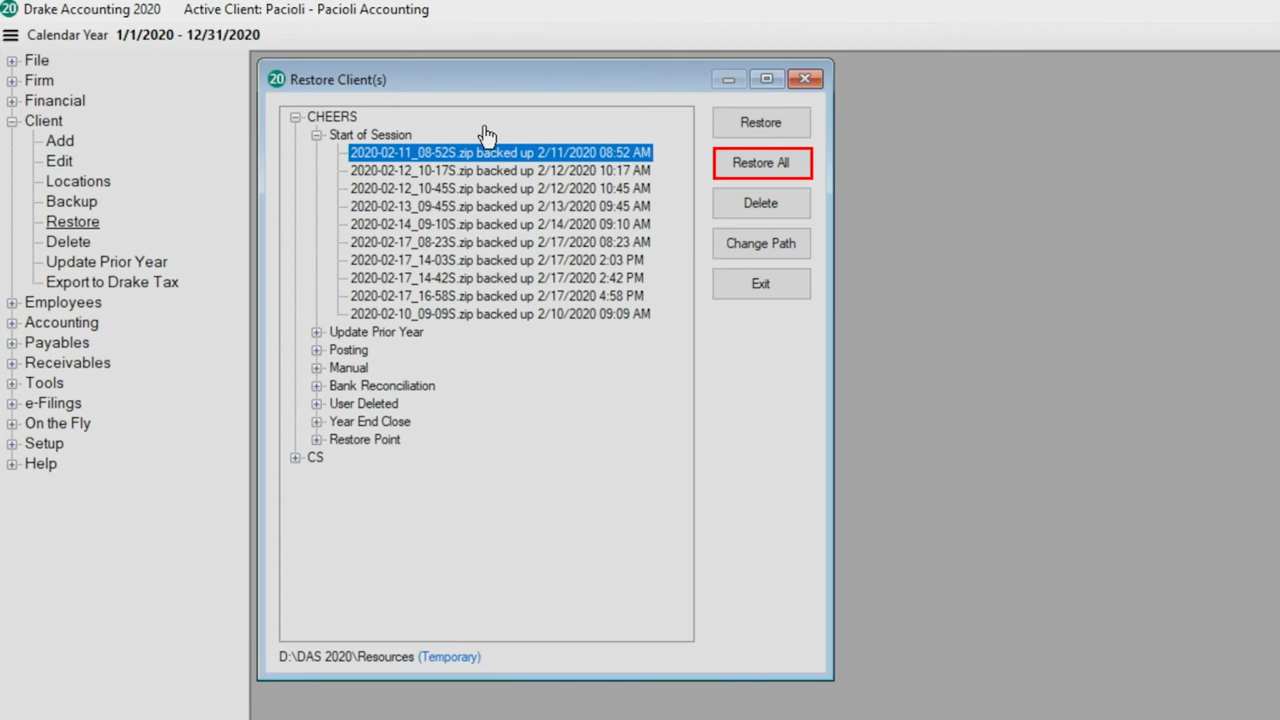 20 Drake Accounting 2020 Active Client: Pacioli - Pacioli Accounting
Calendar Year 1/1/2020 - 12/31/2020
File
Firm
Financial
Client
Add
Edit
Locations
Backup
Restore
Delete
Update Prior Year
Export to Drake Tax
Employees
Accounting
Payables
Receivables
Tools
e-Filings
On the Fly
Setup
Help
20 Restore Client(s)
CHEERS
Start of Session
2020-02-11_08-52S.zip backed up 2/11/2020 08:52 AM
2020-02-12_10-17S.zip backed up 2/12/2020 10:17 AM
2020-02-12_10-45S.zip backed up 2/12/2020 10:45 AM
2020-02-13_09-45S.zip backed up 2/13/2020 09:45 AM
2020-02-14_09-10S.zip backed up 2/14/2020 09:10 AM
2020-02-17_08-23S.zip backed up 2/17/2020 08:23 AM
2020-02-17_14-03S.zip backed up 2/17/2020 2:03 PM
2020-02-17_14-42S.zip backed up 2/17/2020 2:42 PM
2020-02-17_16-58S.zip backed up 2/17/2020 4:58 PM
2020-02-10_09-09S.zip backed up 2/10/2020 09:09 AM
Update Prior Year
Posting
Manual
Bank Reconciliation
User Deleted
Year End Close
Restore Point
CS
Restore
Restore All
Delete
Change Path
Exit
D:\DAS 2020\Resources (Temporary)